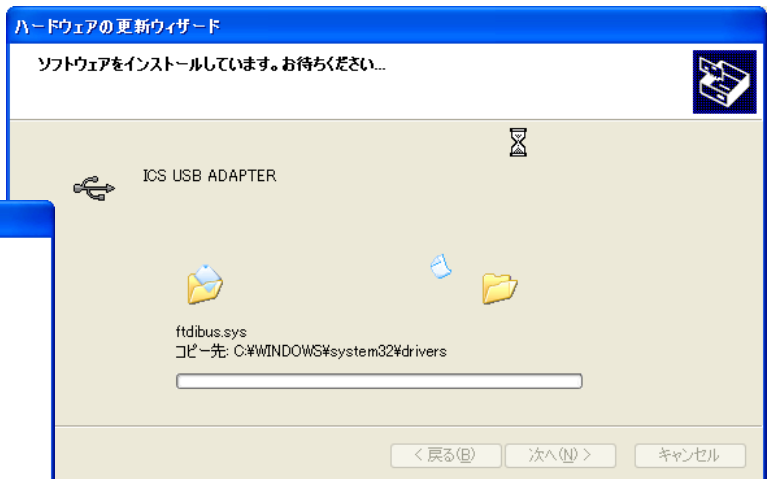 ハードウェアの更新ウィザード
ソフトウェアをインストールしています。お待ちください...
ICS USB ADAPTER
ftdibus.sys
コピー先: C:¥WINDOWS¥system32¥drivers
< 戻る(B) 次へ(N) > キャンセル